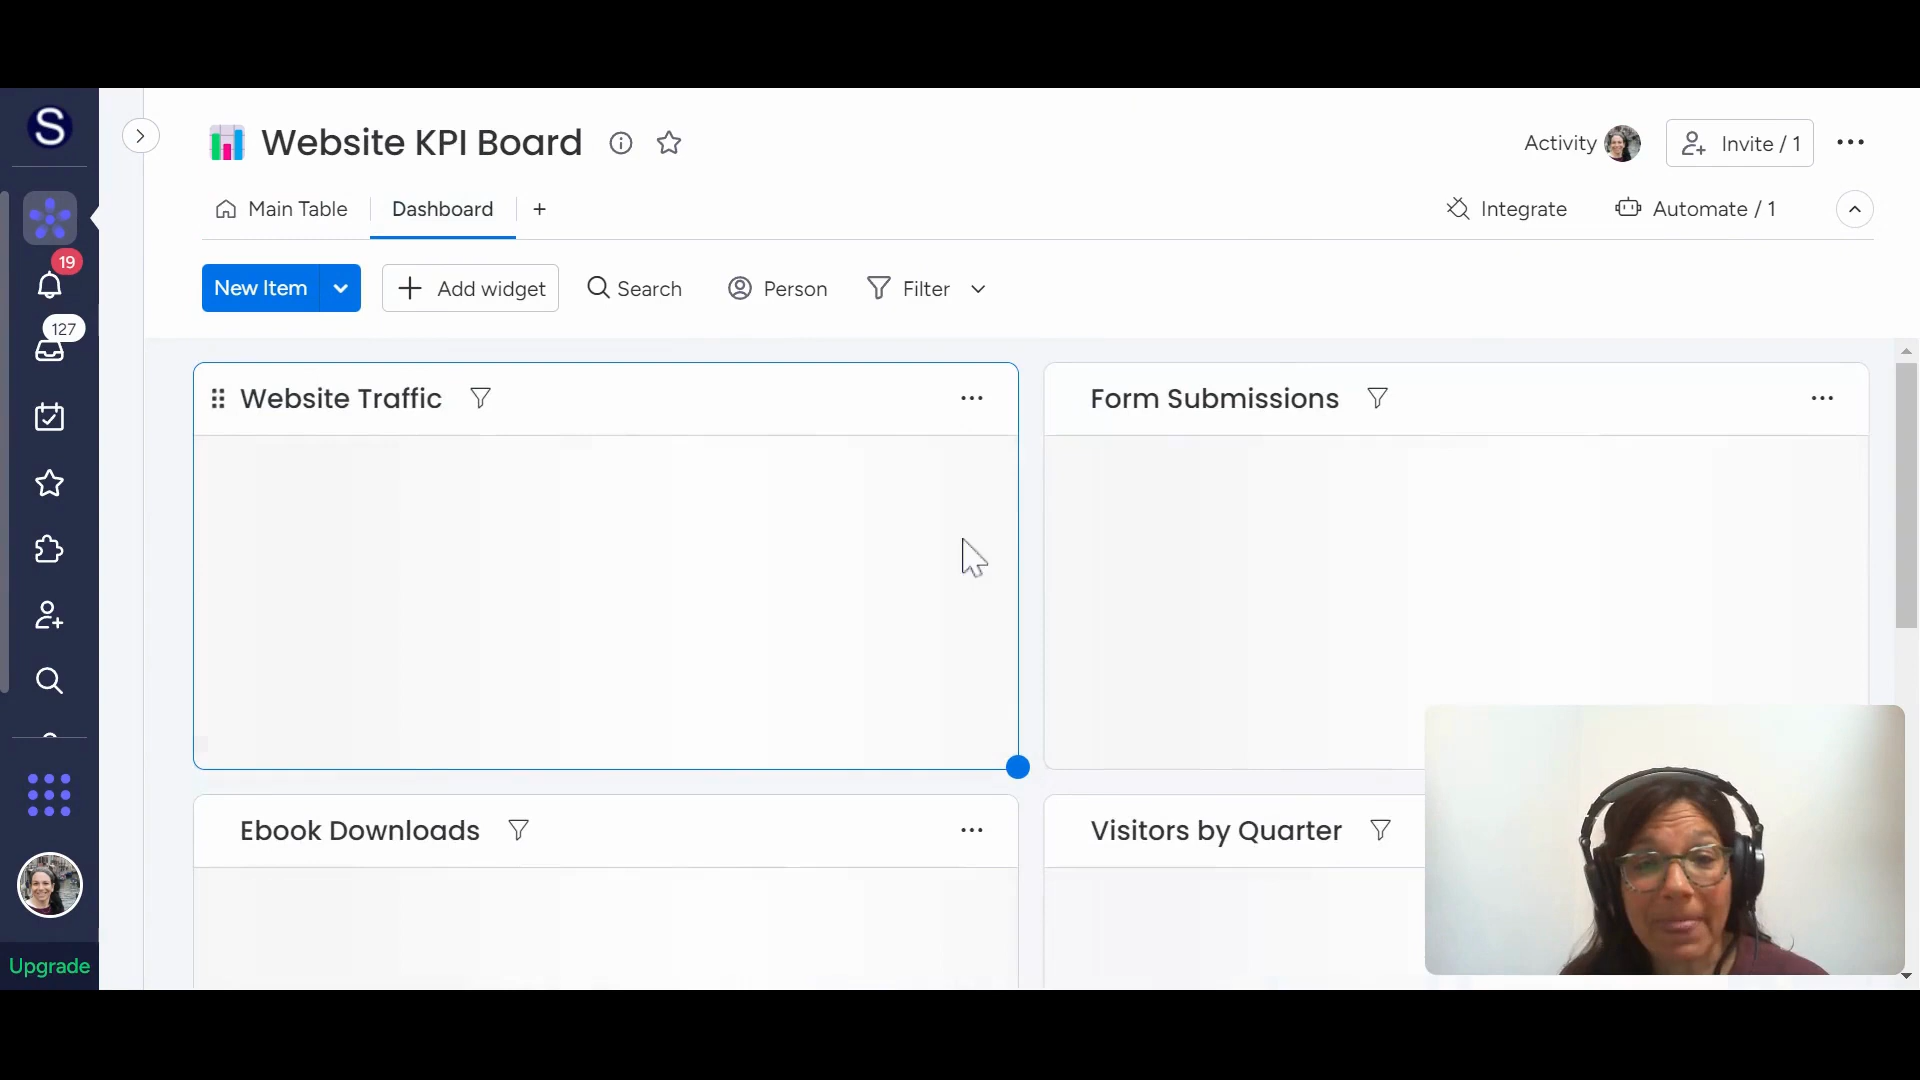 S
Website KPI Board
Activity
Invite / 1
Main Table
Dashboard
+
Integrate
Automate / 1
19
New Item
Add widget
Search
Person
Filter
127
Website Traffic
Form Submissions
Ebook Downloads
Visitors by Quarter
Upgrade